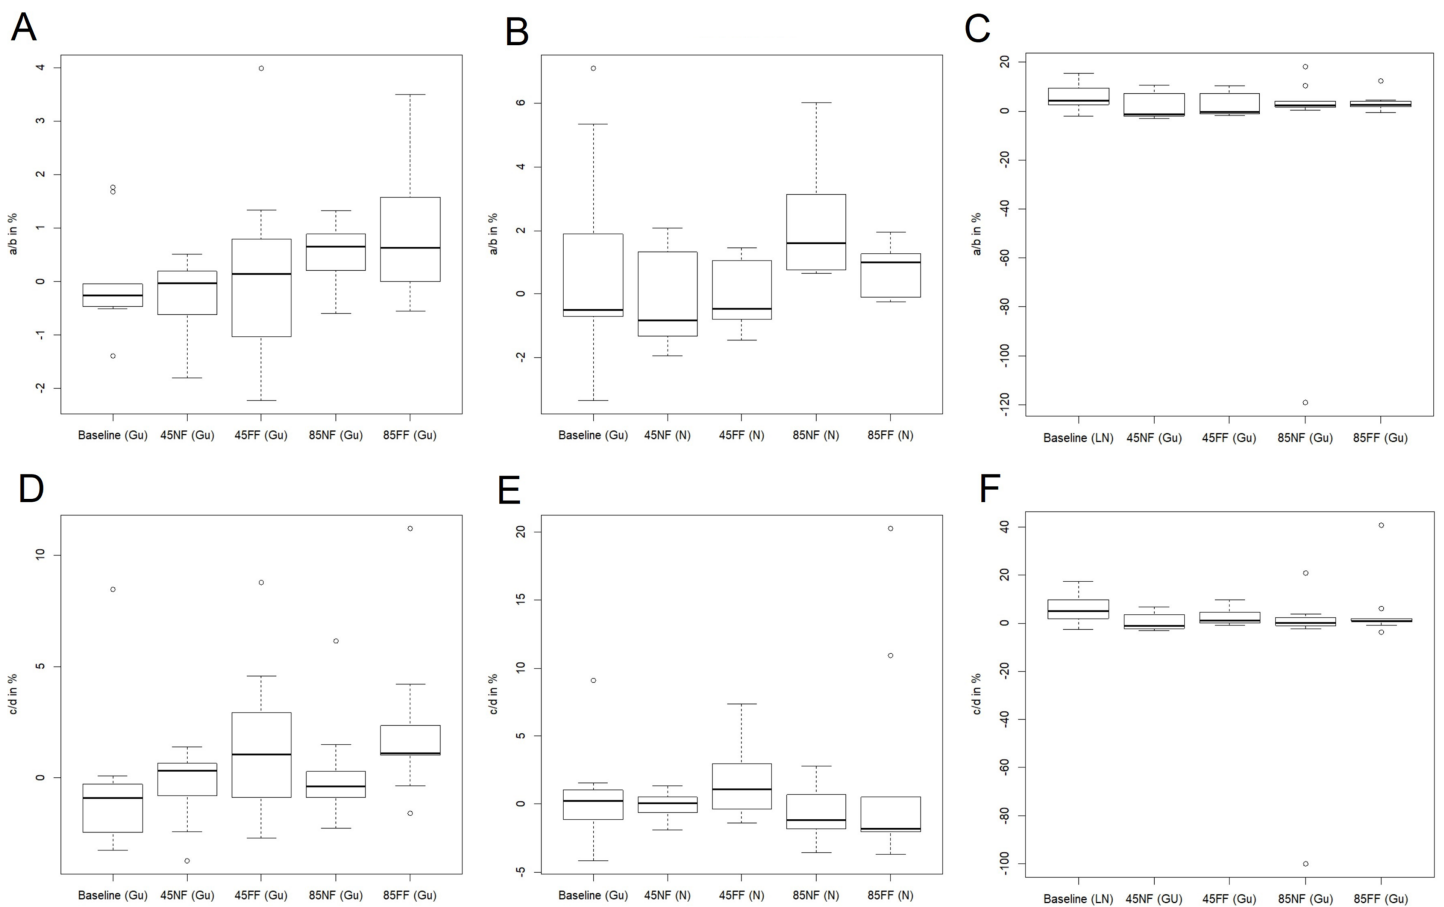 A
4
3
2
1
0
-1
-2
a/b in %
Baseline (Gu) 45NF (Gu) 45FF (Gu) 85NF (Gu) 85FF (Gu)
B
6
4
2
0
-2
a/b in %
Baseline (Gu) 45NF (N) 45FF (N) 85NF (N) 85FF (N)
C
20
0
-20
-40
-60
-80
-100
-120
a/b in %
Baseline (LN) 45NF (Gu) 45FF (Gu) 85NF (Gu) 85FF (Gu)
D
10
5
0
c/d in %
Baseline (Gu) 45NF (Gu) 45FF (Gu) 85NF (Gu) 85FF (Gu)
E
20
15
10
5
0
-5
c/d in %
Baseline (Gu) 45NF (N) 45FF (N) 85NF (N) 85FF (N)
F
40
20
0
-20
-40
-60
-80
-100
c/d in %
Baseline (LN) 45NF (GU) 45FF (Gu) 85NF (Gu) 85FF (Gu)